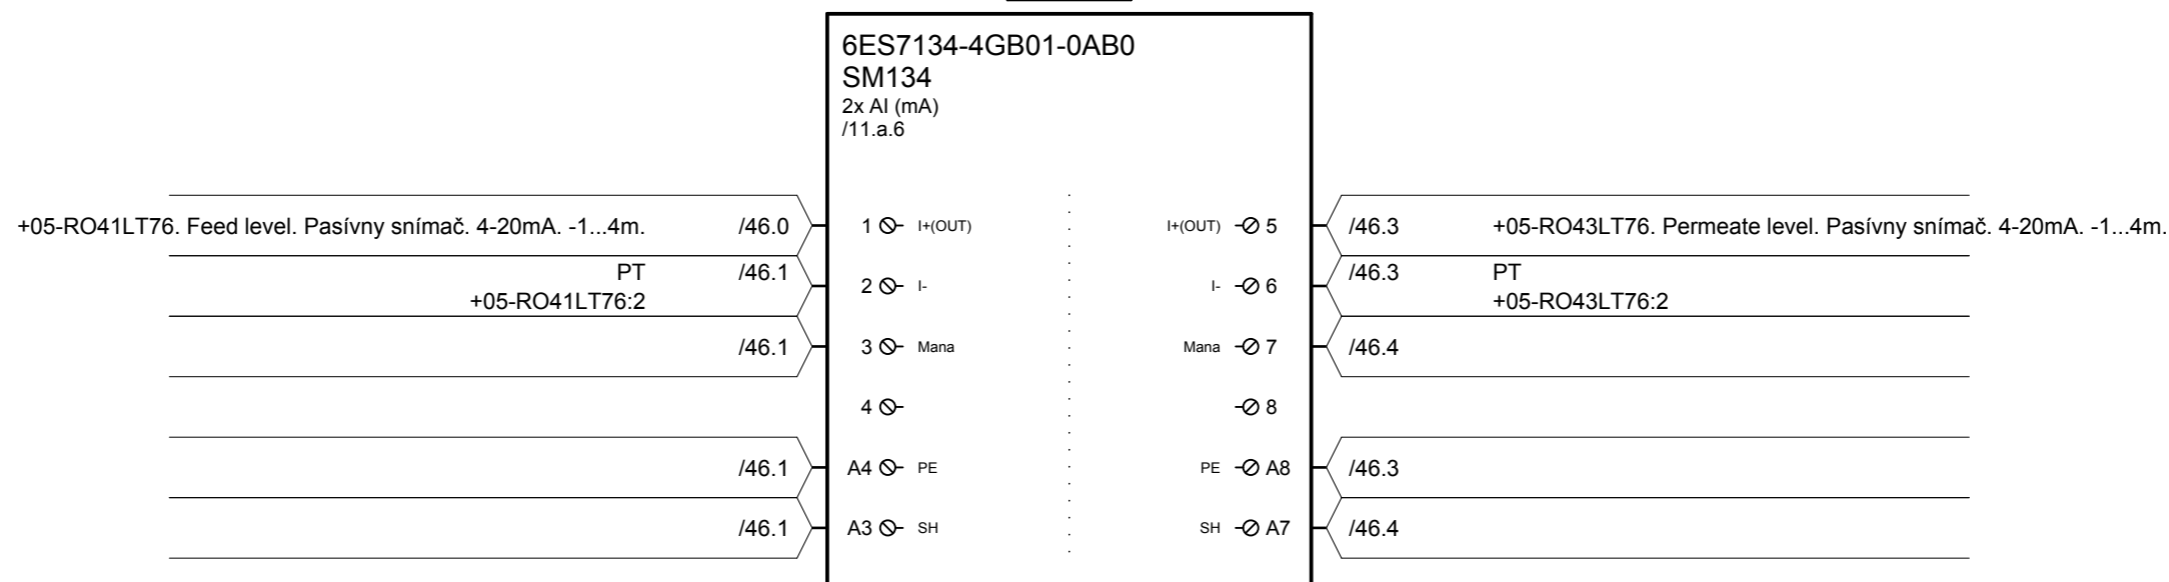 6ES7134-4GB01-0AB0
SM134
2x AI (mA)
/11.a.6
+05-RO41LT76. Feed level. Pasívny snímač. 4-20mA. -1...4m. /46.0 1 I+(OUT) I+(OUT) 5 /46.3 +05-RO43LT76. Permeate level. Pasívny snímač. 4-20mA. -1...4m.
PT /46.1 2 I- I- 6 /46.3 PT
+05-RO41LT76:2 +05-RO43LT76:2
/46.1 3 Mana Mana 7 /46.4
4 8
/46.1 A4 PE PE A8 /46.3
/46.1 A3 SH SH A7 /46.4